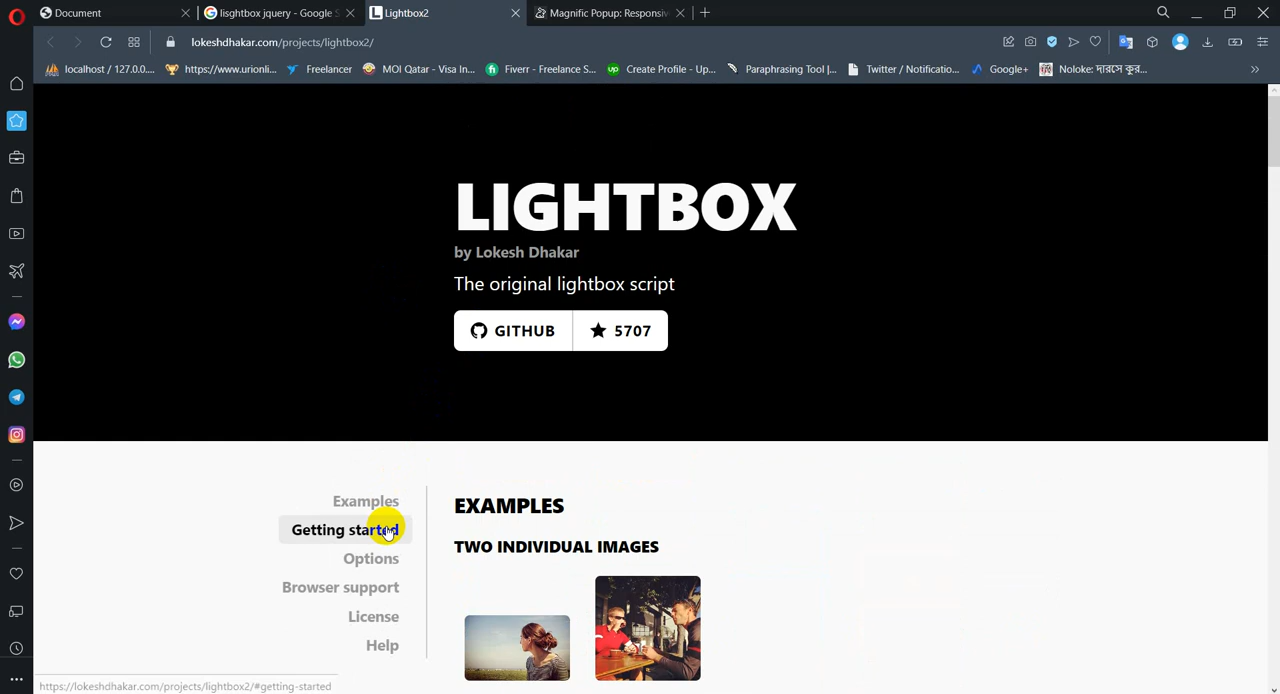 Document
lisghtbox jquery - Google S
Lightbox2
Magnific Popup: Responsiv
lokeshdhakar.com/projects/lightbox2/
localhost / 127.0.0....
https://www.urionli...
Freelancer
MOI Qatar - Visa In...
Fiverr - Freelance S...
Create Profile - Up...
Paraphrasing Tool |...
Twitter / Notificatio...
Google+
Noloke: দারসে কুর...
LIGHTBOX
by Lokesh Dhakar
The original lightbox script
GITHUB
5707
Examples
Getting started
Options
Browser support
License
Help
EXAMPLES
TWO INDIVIDUAL IMAGES
https://lokeshdhakar.com/projects/lightbox2/#getting-started